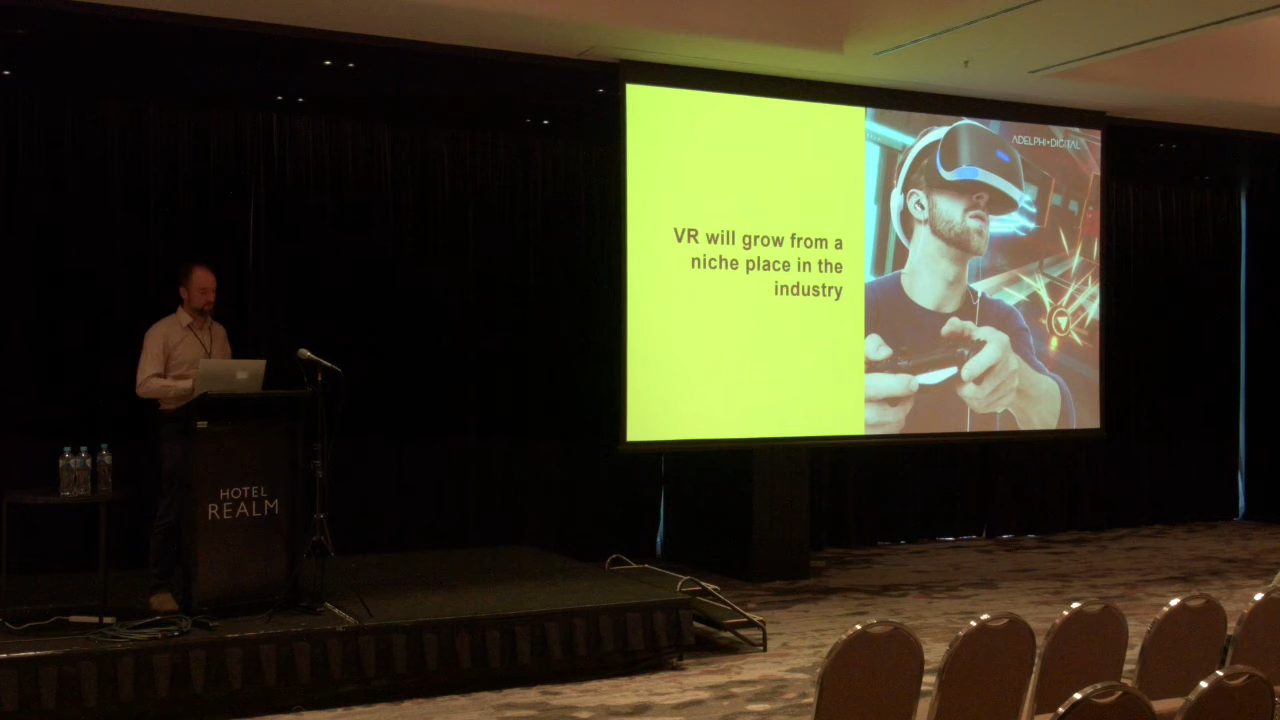 ADELPHI DIGITAL
VR will grow from a
niche place in the
industry
HOTEL
REALM